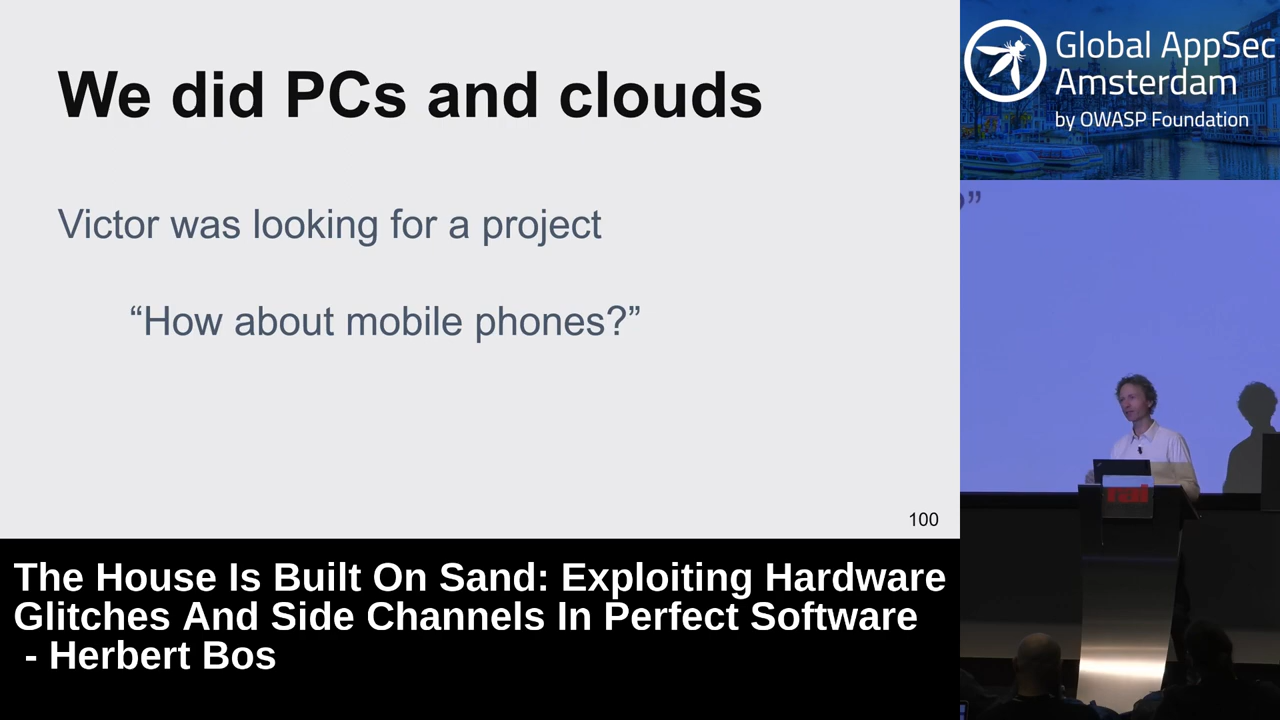 We did PCs and clouds
Victor was looking for a project
“How about mobile phones?”
100
The House Is Built On Sand: Exploiting Hardware
Glitches And Side Channels In Perfect Software
- Herbert Bos
Global AppSec
Amsterdam
by OWASP Foundation
rai